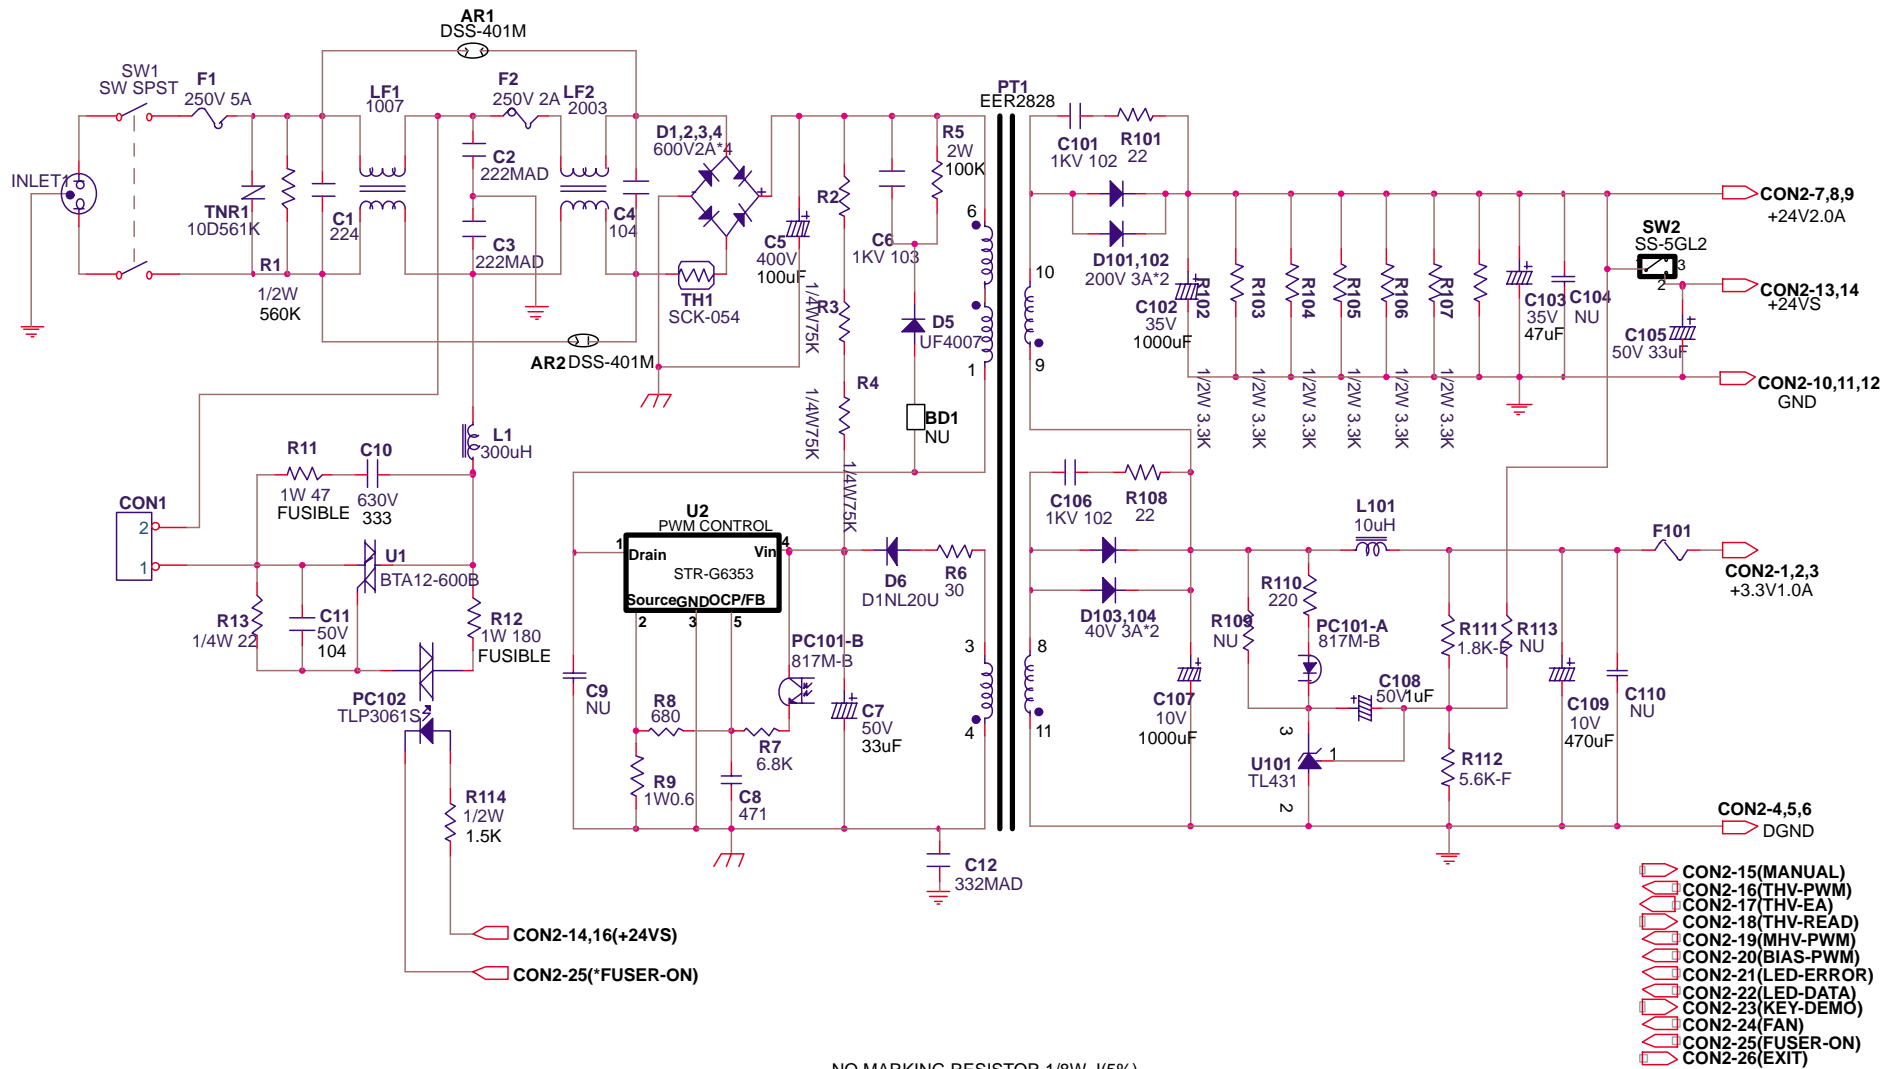 AR1
DSS-401M
SW1
SW SPST
F1
250V 5A
LF1
1007
F2
250V 2A
LF2
2003
D1,2,3,4
600V2A*4
PT1
EER2828
INLET1
TNR1
10D561K
R1
1/2W
560K
C1
224
C2
222MAD
C3
222MAD
C4
104
TH1
SCK-054
AR2
DSS-401M
C5
400V
100uF
R2
1/4W75K
R3
1/4W75K
R4
1/4W75K
C6
1KV 103
R5
2W
100K
D5
UF4007
BD1
NU
6
1
3
4
10
9
8
11
C101
1KV 102
R101
22
D101,102
200V 3A*2
C102
35V
1000uF
R102
1/2W 3.3K
R103
1/2W 3.3K
R104
1/2W 3.3K
R105
1/2W 3.3K
R106
1/2W 3.3K
R107
1/2W 3.3K
C103
35V
47uF
C104
NU
SW2
SS-5GL2
1
3
2
C105
50V 33uF
CON2-7,8,9
+24V2.0A
CON2-13,14
+24VS
CON2-10,11,12
GND
L1
300uH
R11
1W 47
FUSIBLE
C10
630V
333
CON1
2
1
U1
BTA12-600B
R13
1/4W 22
C11
50V
104
R12
1W 180
FUSIBLE
PC102
TLP3061S
R114
1/2W
1.5K
CON2-14,16(+24VS)
CON2-25(*FUSER-ON)
U2
PWM CONTROL
1
Drain
Vin
4
STR-G6353
Source
GND
OCP/FB
2
3
5
D6
D1NL20U
R6
30
PC101-B
817M-B
C9
NU
R8
680
R9
1W0.6
R7
6.8K
C8
471
C7
50V
33uF
C12
332MAD
C106
1KV 102
R108
22
D103,104
40V 3A*2
C107
10V
1000uF
L101
10uH
F101
CON2-1,2,3
+3.3V1.0A
R109
NU
R110
220
PC101-A
817M-B
C108
50V1uF
R111
1.8K-F
R113
NU
R112
5.6K-F
U101
TL431
3
1
2
C109
10V
470uF
C110
NU
CON2-4,5,6
DGND
CON2-15(MANUAL)
CON2-16(THV-PWM)
CON2-17(THV-EA)
CON2-18(THV-READ)
CON2-19(MHV-PWM)
CON2-20(BIAS-PWM)
CON2-21(LED-ERROR)
CON2-22(LED-DATA)
CON2-23(KEY-DEMO)
CON2-24(FAN)
CON2-25(FUSER-ON)
CON2-26(EXIT)
NO MARKING RESISTOR 1/8W J(5%)